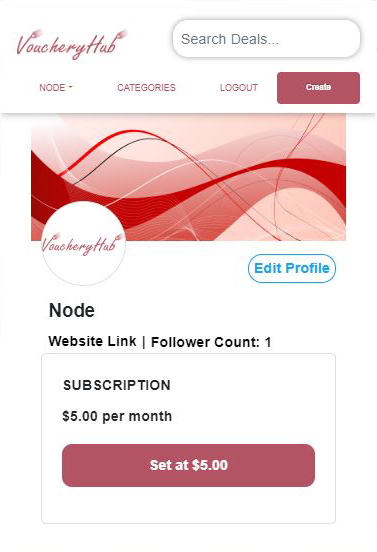 VoucheryHub
Search Deals...
NODE CATEGORIES LOGOUT Create
VoucheryHub
Edit Profile
Node
Website Link | Follower Count: 1
SUBSCRIPTION
$5.00 per month
Set at $5.00